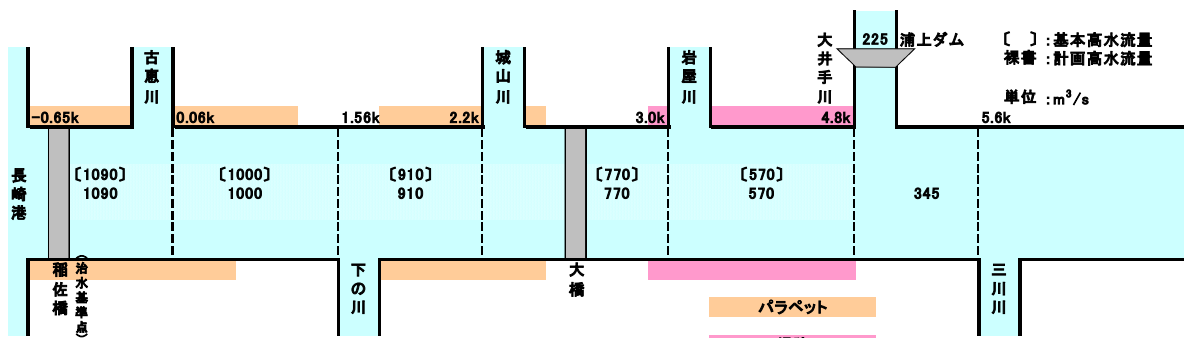 古恵川
城山川
岩屋川
大井手川
225 浦上ダム
〔 〕:基本高水流量
裸書:計画高水流量
単位:m³/s
-0.65k
0.06k
1.56k
2.2k
3.0k
4.8k
5.6k
長崎港
〔1090〕
1090
〔1000〕
1000
〔910〕
910
〔770〕
770
〔570〕
570
345
稲佐橋
(治水基準点)
下の川
大橋
三川川
パラペット